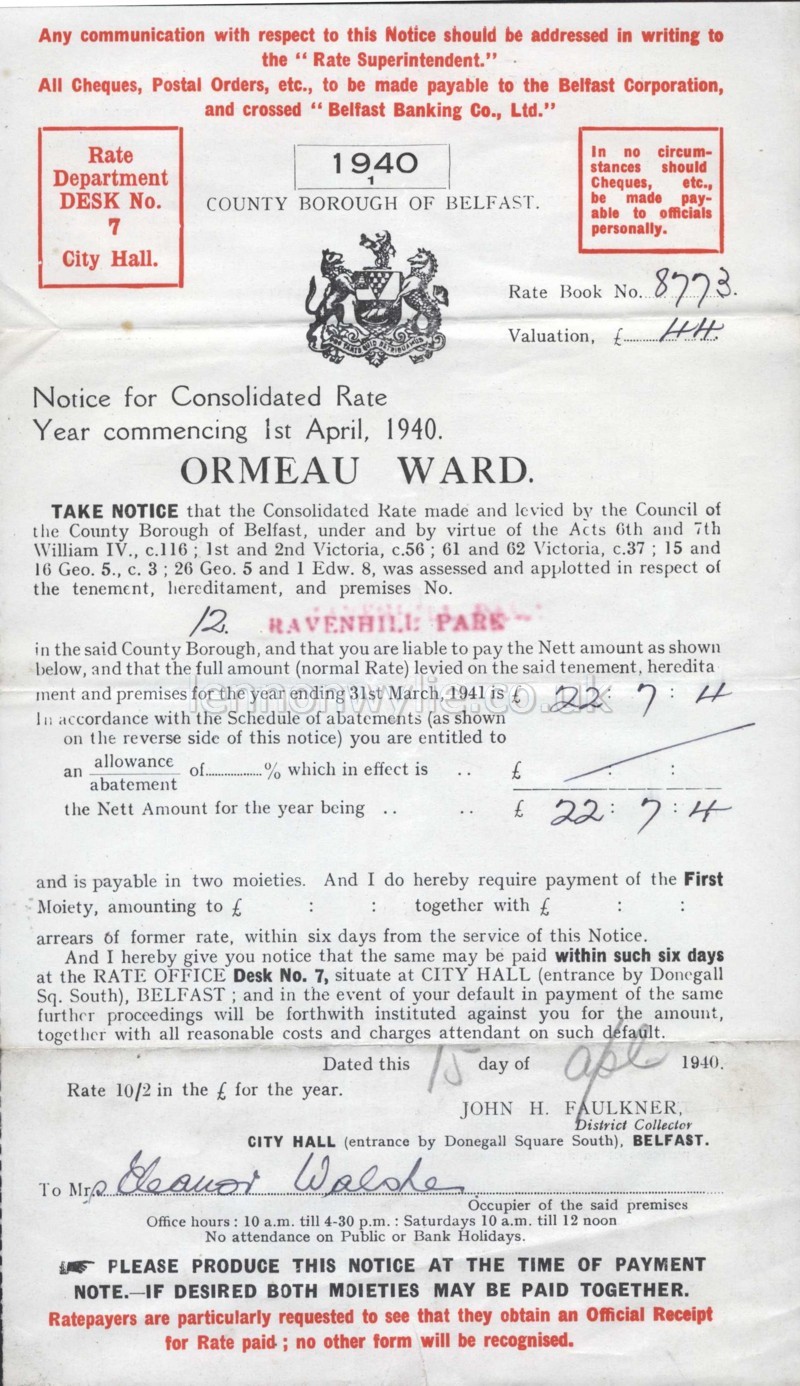 Any communication with respect to this Notice should be addressed in writing to
the “ Rate Superintendent.”
All Cheques, Postal Orders, etc., to be made payable to the Belfast Corporation,
and crossed “ Belfast Banking Co., Ltd.”
Rate
Department
DESK No.
7
City Hall.
1940
1
COUNTY BOROUGH OF BELFAST.
In no circum-
stances should
Cheques, etc.,
be made pay-
able to officials
personally.
Rate Book No. 8773.
Valuation, £ 44
Notice for Consolidated Rate
Year commencing 1st April, 1940.
ORMEAU WARD.
TAKE NOTICE that the Consolidated Rate made and levied by the Council of
the County Borough of Belfast, under and by virtue of the Acts 6th and 7th
William IV., c.116 ; 1st and 2nd Victoria, c.56 ; 61 and 62 Victoria, c.37 ; 15 and
16 Geo. 5., c. 3 ; 26 Geo. 5 and 1 Edw. 8, was assessed and applotted in respect of
the tenement, hereditament, and premises No.
12. RAVENHILL PARK
in the said County Borough, and that you are liable to pay the Nett amount as shown
below, and that the full amount (normal Rate) levied on the said tenement, heredita
ment and premises for the year ending 31st March, 1941 is £ 22 : 7 : 4
lennonwylie.co.uk
In accordance with the Schedule of abatements (as shown
on the reverse side of this notice) you are entitled to
an allowance
abatement of..................% which in effect is .. £ : :
the Nett Amount for the year being .. .. £ 22 : 7 : 4
and is payable in two moieties. And I do hereby require payment of the First
Moiety, amounting to £ : : together with £ : :
arrears of former rate, within six days from the service of this Notice.
And I hereby give you notice that the same may be paid within such six days
at the RATE OFFICE Desk No. 7, situate at CITY HALL (entrance by Donegall
Sq. South), BELFAST ; and in the event of your default in payment of the same
further proceedings will be forthwith instituted against you for the amount,
together with all reasonable costs and charges attendant on such default.
Dated this 15 day of Apl 1940.
Rate 10/2 in the £ for the year.
JOHN H. FAULKNER,
District Collector
CITY HALL (entrance by Donegall Square South), BELFAST.
To Mrs Eleanor Walshe
Occupier of the said premises
Office hours : 10 a.m. till 4-30 p.m. : Saturdays 10 a.m. till 12 noon
No attendance on Public or Bank Holidays.
PLEASE PRODUCE THIS NOTICE AT THE TIME OF PAYMENT
NOTE.—IF DESIRED BOTH MOIETIES MAY BE PAID TOGETHER.
Ratepayers are particularly requested to see that they obtain an Official Receipt
for Rate paid ; no other form will be recognised.